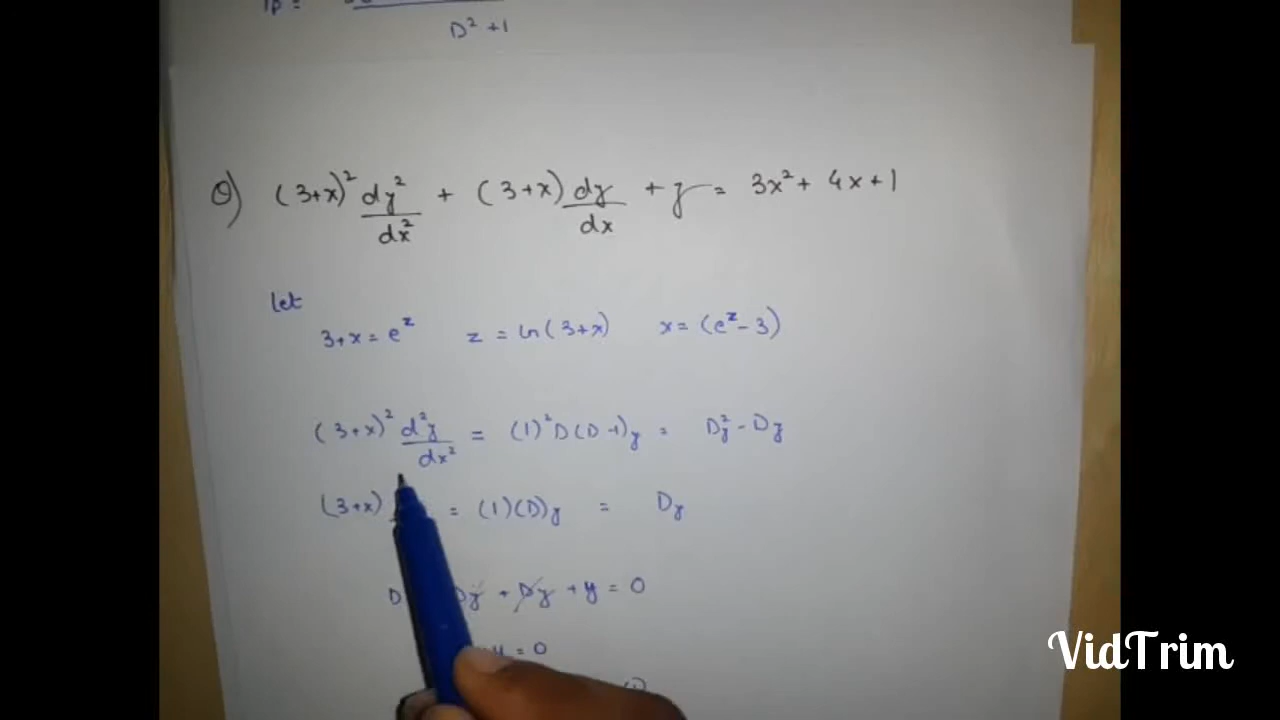 D² + 1
Q) (3+x)² dy²/dx² + (3+x) dy/dx + y = 3x² + 4x + 1
let
3+x = e^z z = ln(3+x) x = (e^z - 3)
(3+x)² d²y/dx² = (1)² D(D-1)y = D²y - Dy
(3+x) = (1)(D)y = Dy
D Dy + Dy + y = 0
y = 0
VidTrim